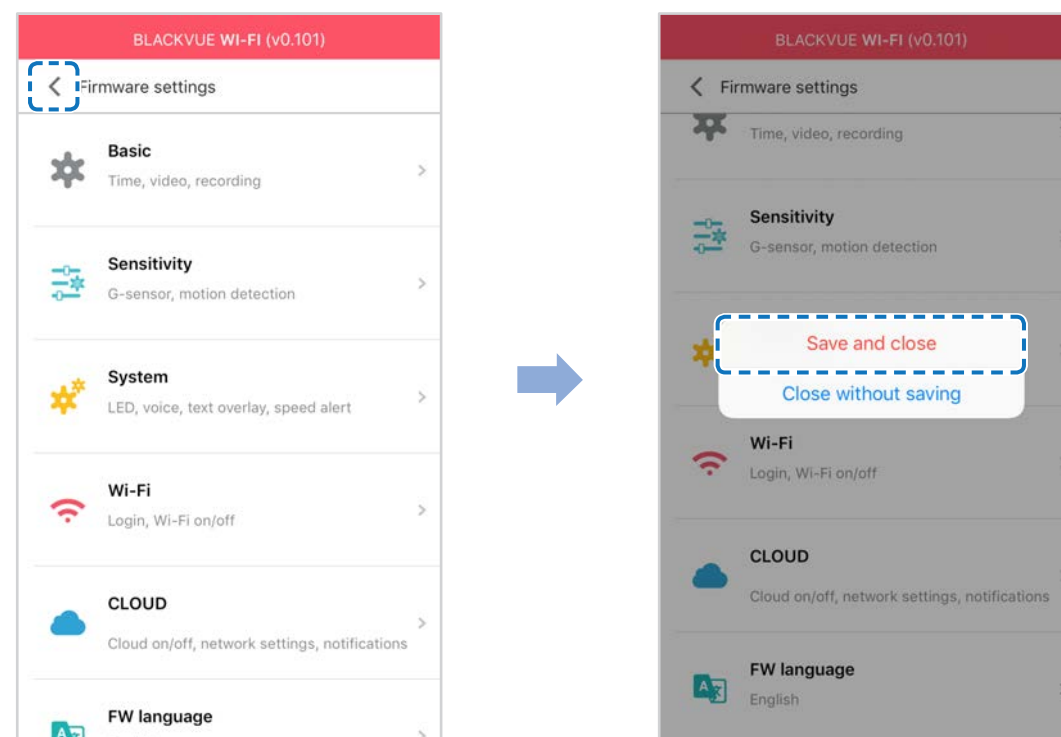 BLACKVUE WI-FI (v0.101)
Firmware settings
Basic
Time, video, recording
Sensitivity
G-sensor, motion detection
System
LED, voice, text overlay, speed alert
Wi-Fi
Login, Wi-Fi on/off
CLOUD
Cloud on/off, network settings, notifications
FW language
BLACKVUE WI-FI (v0.101)
Firmware settings
Time, video, recording
Sensitivity
G-sensor, motion detection
Save and close
Close without saving
Wi-Fi
Login, Wi-Fi on/off
CLOUD
Cloud on/off, network settings, notifications
FW language
A
English